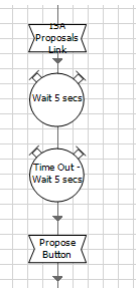 ISA
Proposals
Link
Wait 5 secs
Time Out -
Wait 5 secs
Propose
Button